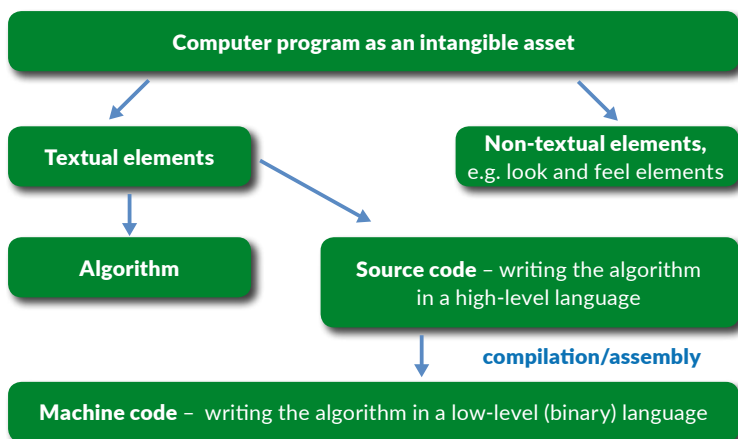 Computer program as an intangible asset
Textual elements
Non-textual elements,
e.g. look and feel elements
Algorithm
Source code – writing the algorithm
in a high-level language
compilation/assembly
Machine code – writing the algorithm in a low-level (binary) language